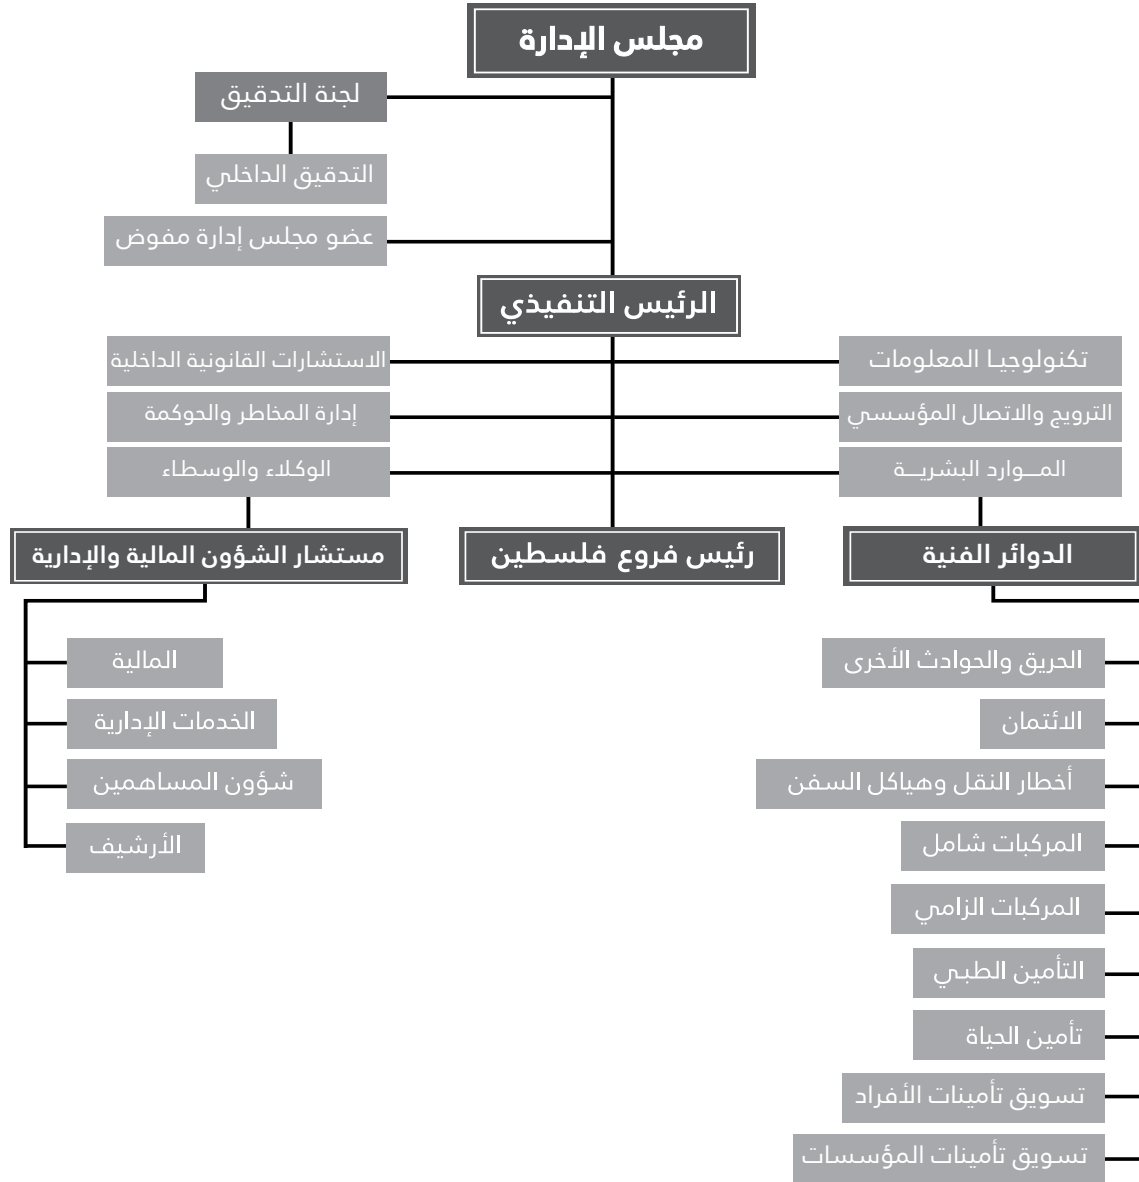 مجلس الإدارة
لجنة التدقيق
التدقيق الداخلي
عضو مجلس إدارة مفوض
الرئيس التنفيذي
تكنولوجيا المعلومات
الاستشارات القانونية الداخلية
الترويج والاتصال المؤسسي
إدارة المخاطر والحوكمة
المـــوارد البشريـــة
الوكلاء والوسطاء
الدوائر الفنية
رئيس فروع فلسطين
مستشار الشؤون المالية والإدارية
الحريق والحوادث الأخرى
الائتمان
أخطار النقل وهياكل السفن
المركبات شامل
المركبات الزامي
التأمين الطبي
تأمين الحياة
تسويق تأمينات الأفراد
تسويق تأمينات المؤسسات
المالية
الخدمات الإدارية
شؤون المساهمين
الأرشيف